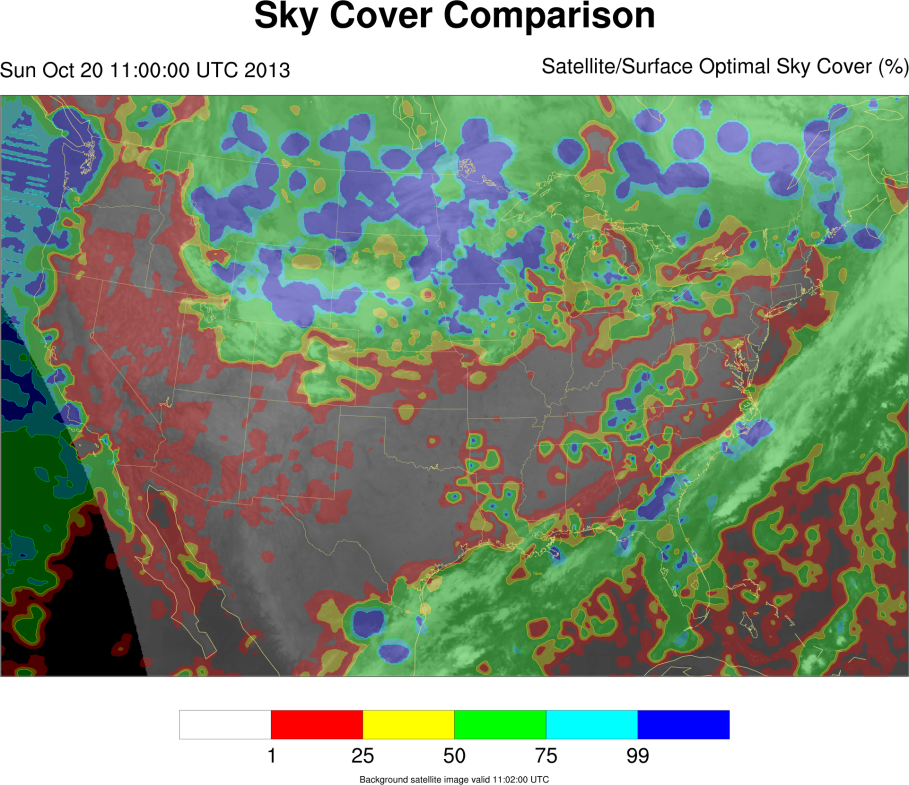 Sky Cover Comparison
Sun Oct 20 11:00:00 UTC 2013
Satellite/Surface Optimal Sky Cover (%)
1 25 50 75 99
Background satellite image valid 11:02:00 UTC